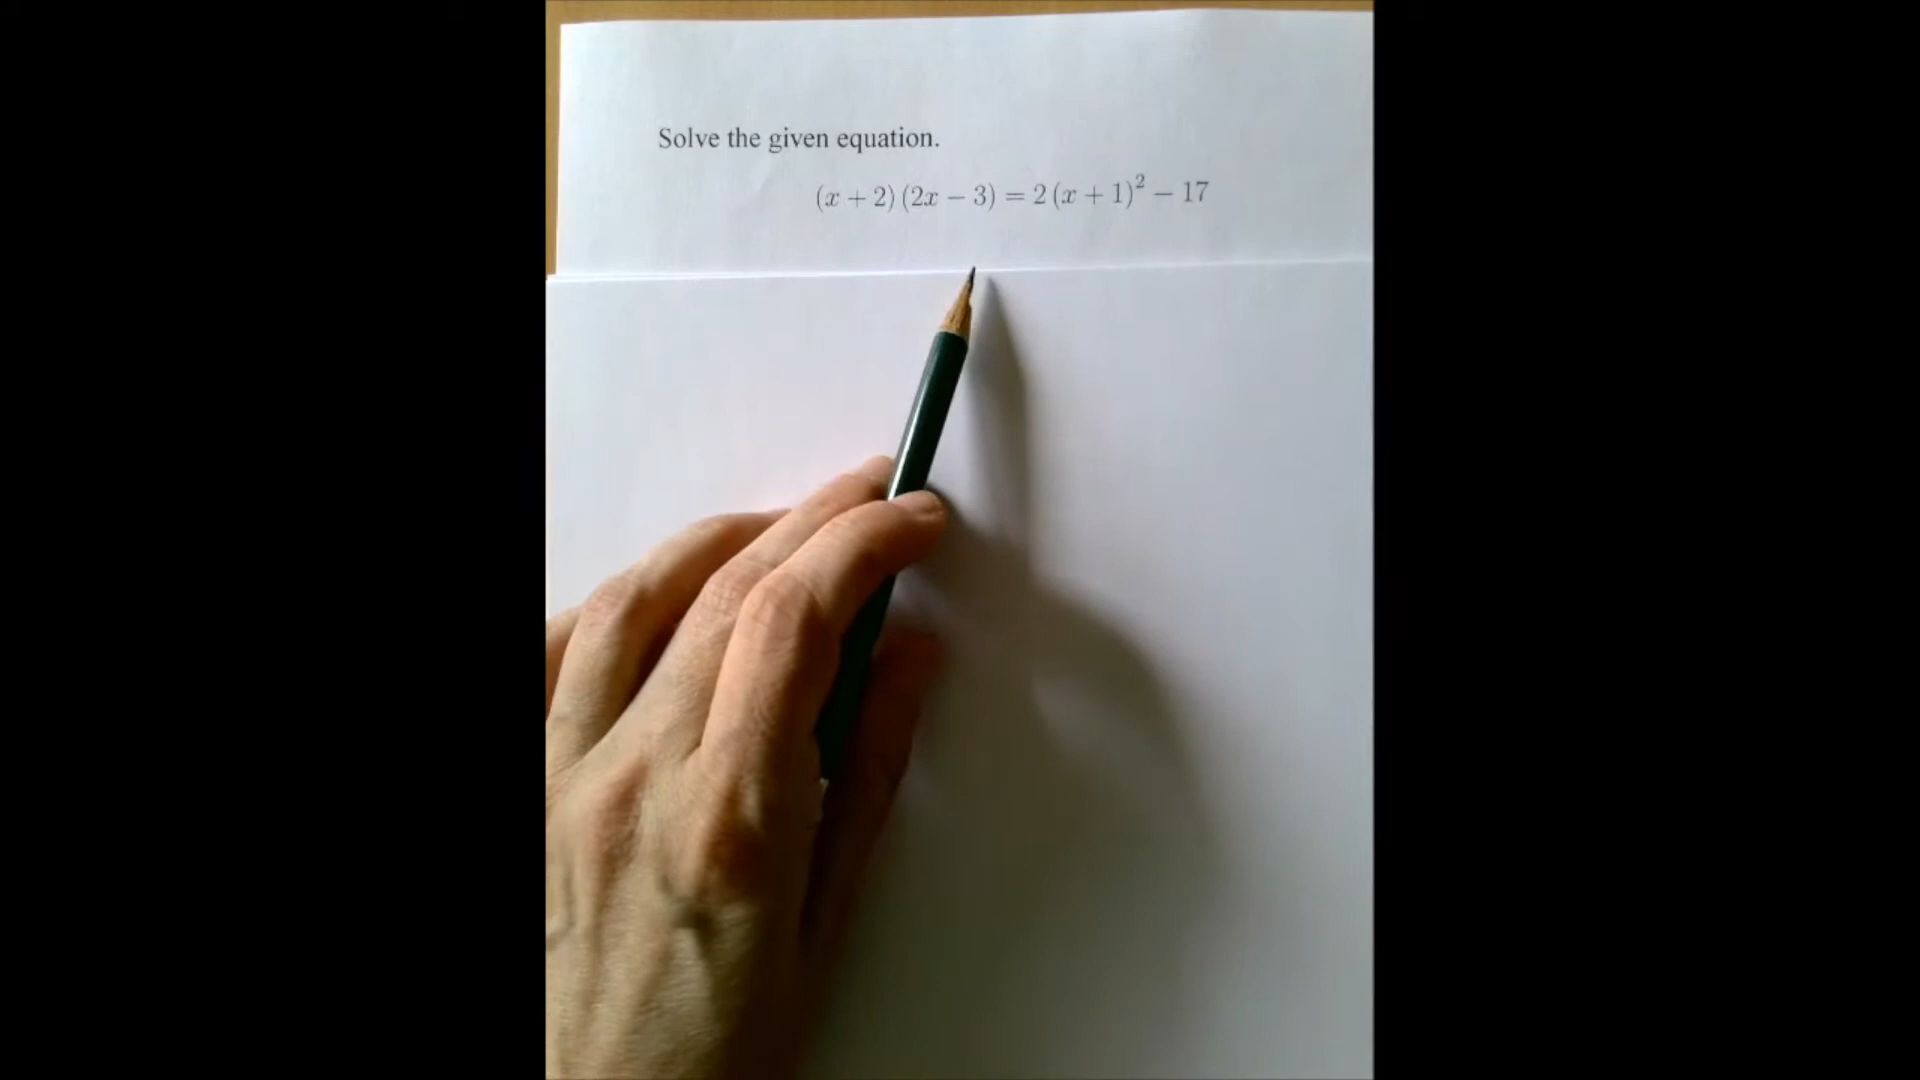 Solve the given equation.
(x + 2) (2x − 3) = 2 (x + 1)² − 17